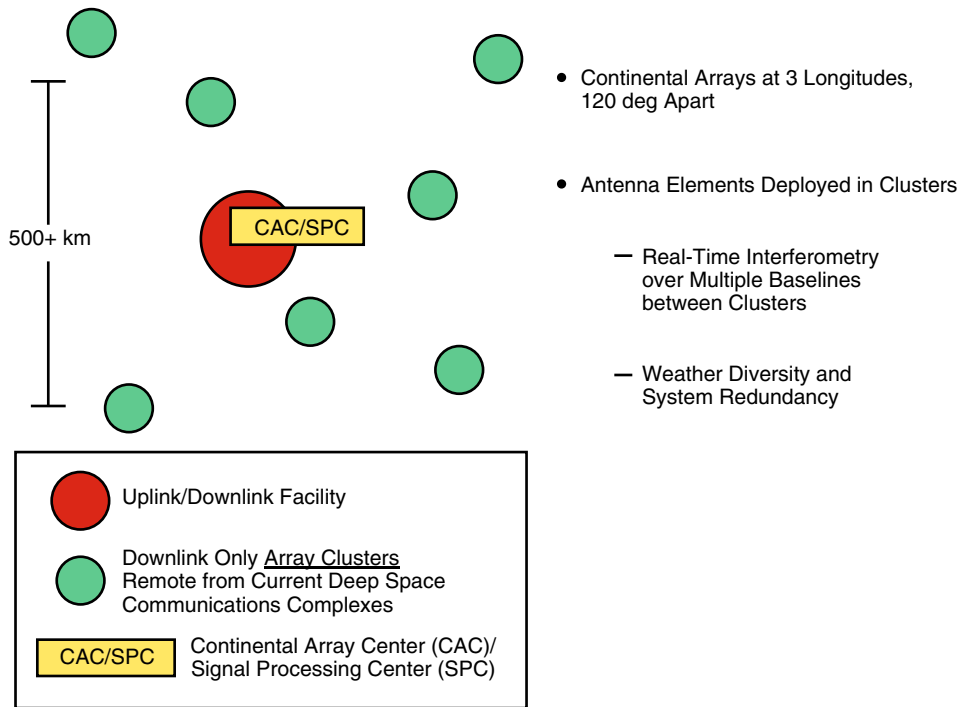 500+ km
CAC/SPC
• Continental Arrays at 3 Longitudes,
120 deg Apart
• Antenna Elements Deployed in Clusters
— Real-Time Interferometry
over Multiple Baselines
between Clusters
— Weather Diversity and
System Redundancy
Uplink/Downlink Facility
Downlink Only Array Clusters
Remote from Current Deep Space
Communications Complexes
CAC/SPC
Continental Array Center (CAC)/
Signal Processing Center (SPC)